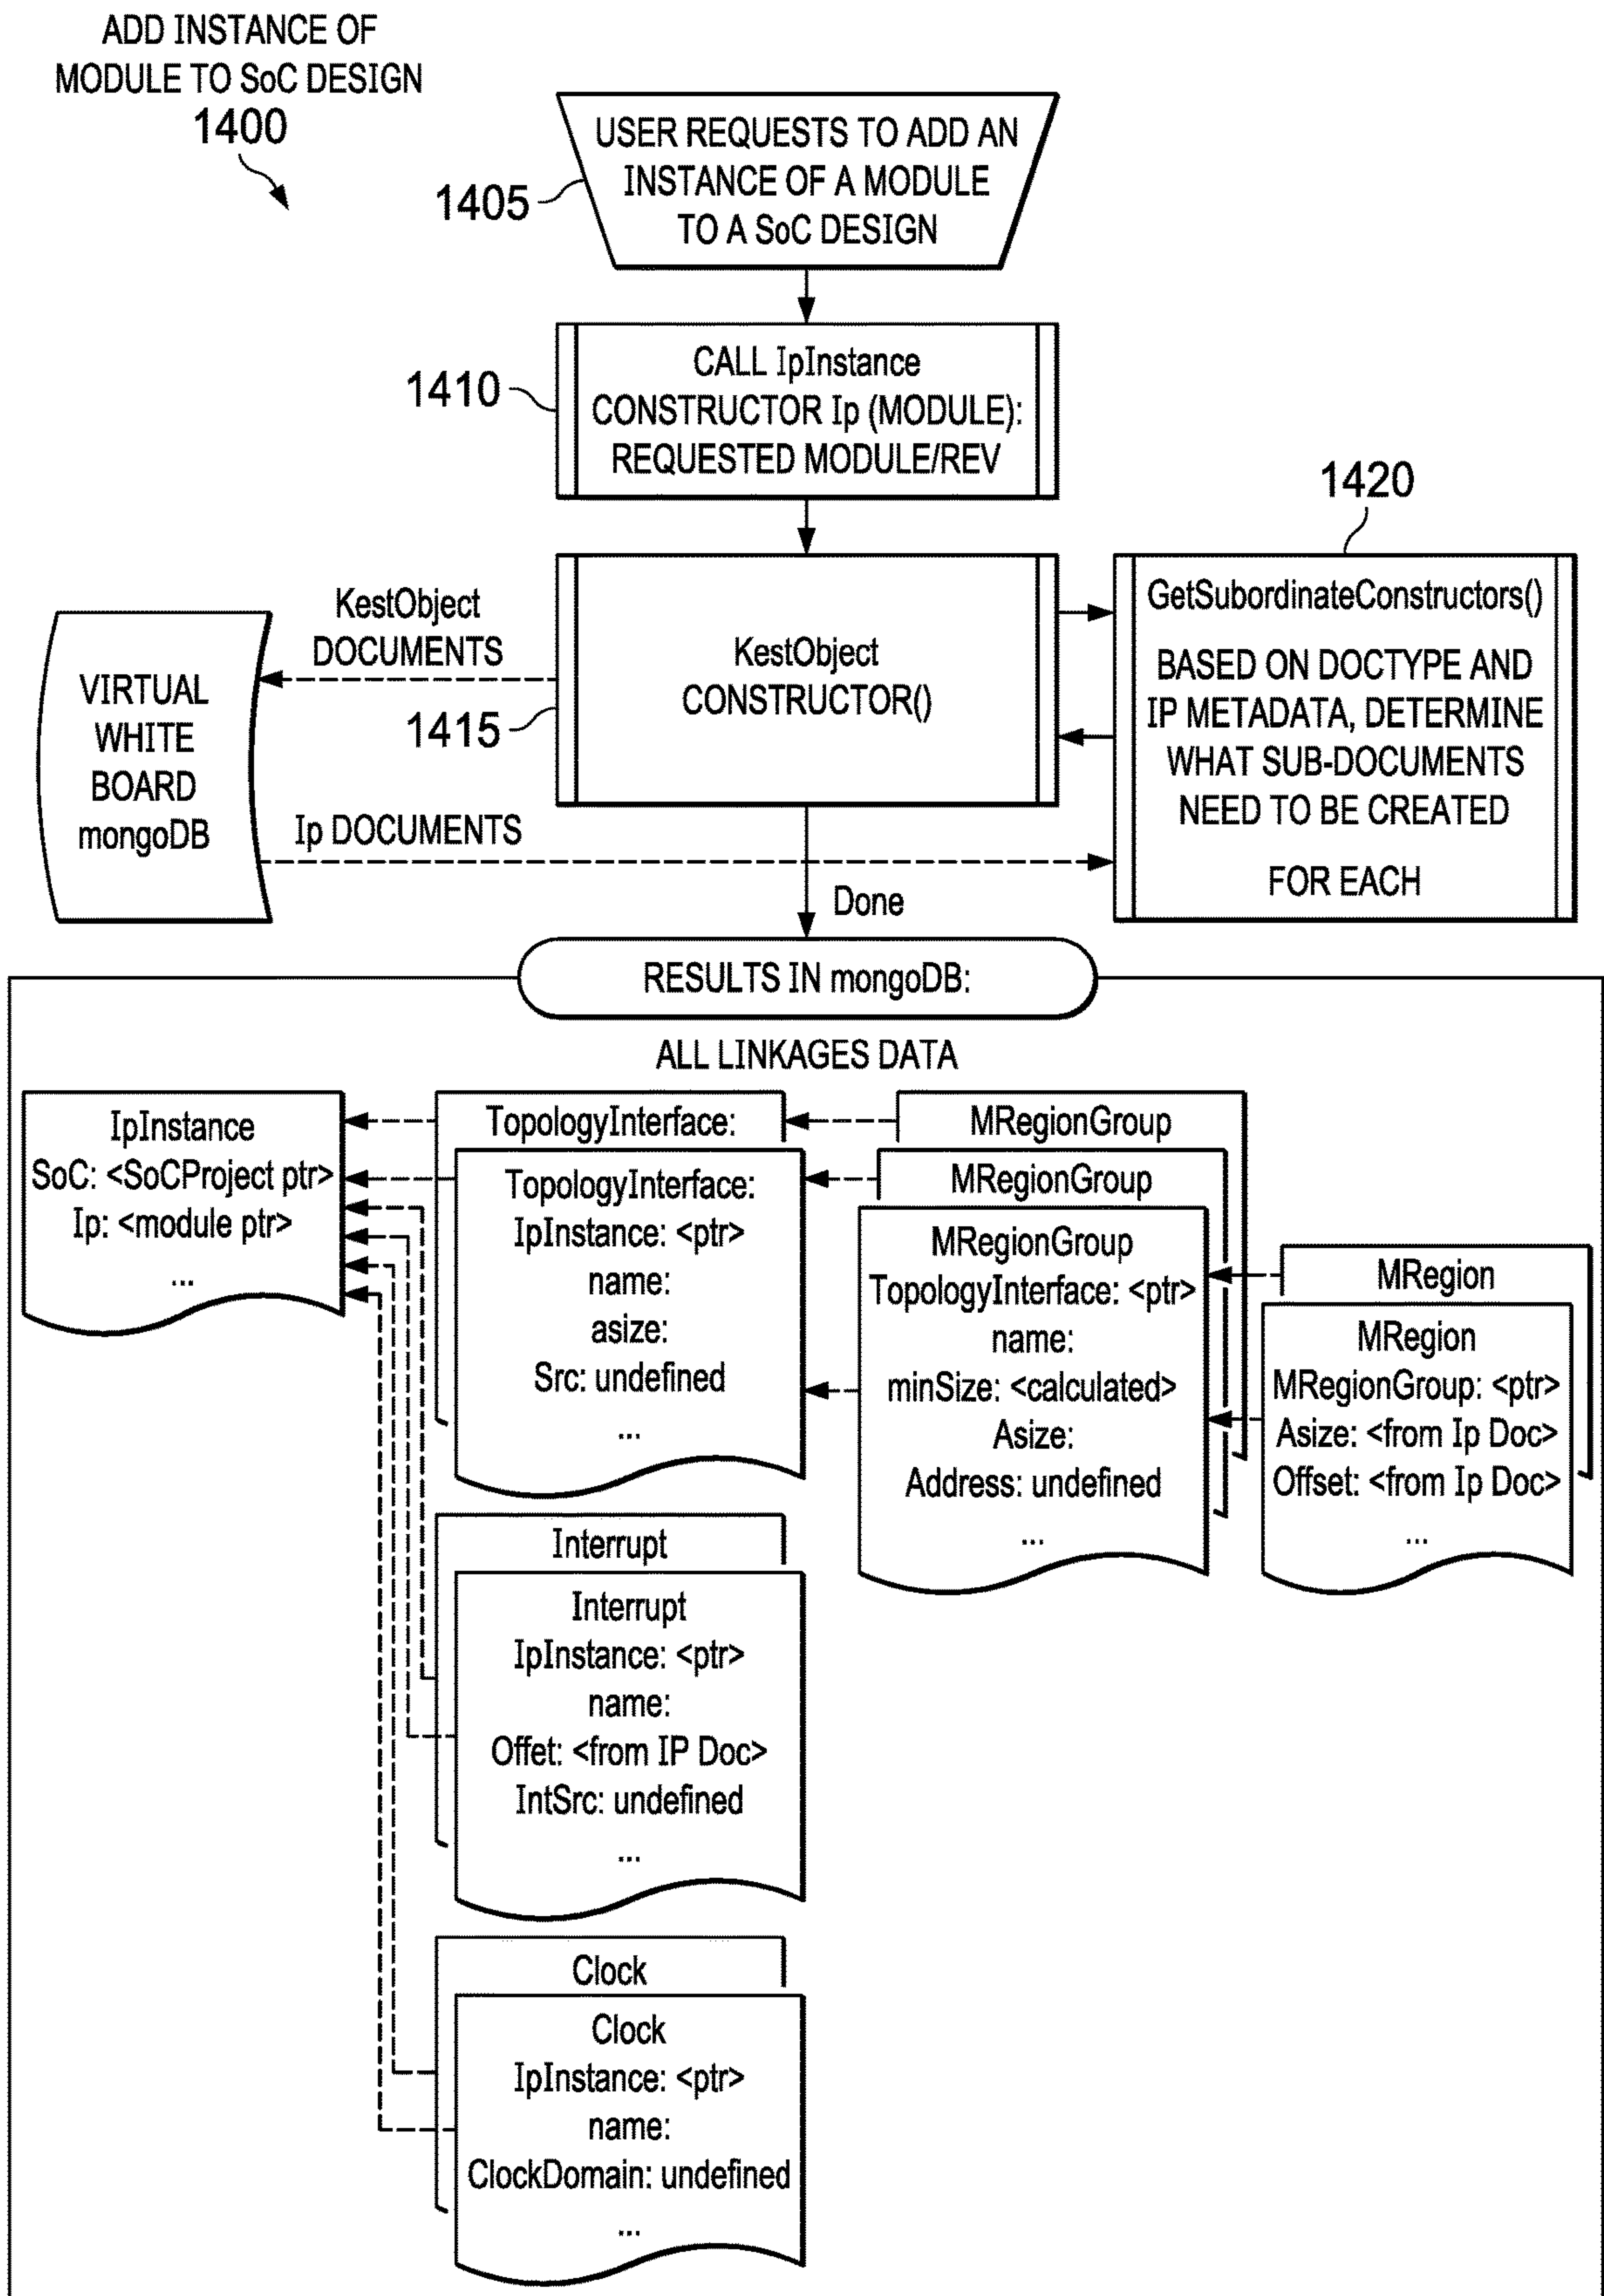 ADD INSTANCE OF
MODULE TO SoC DESIGN
1400
USER REQUESTS TO ADD AN
INSTANCE OF A MODULE
TO A SoC DESIGN
1405
CALL IpInstance
CONSTRUCTOR Ip (MODULE):
REQUESTED MODULE/REV
1410
1420
KestObject
CONSTRUCTOR()
1415
GetSubordinateConstructors()
BASED ON DOCTYPE AND
IP METADATA, DETERMINE
WHAT SUB-DOCUMENTS
NEED TO BE CREATED
FOR EACH
KestObject
DOCUMENTS
VIRTUAL
WHITE
BOARD
mongoDB
Ip DOCUMENTS
Done
RESULTS IN mongoDB:
ALL LINKAGES DATA
IpInstance
SoC: <SoCProject ptr>
Ip: <module ptr>
...
TopologyInterface:
TopologyInterface:
IpInstance: <ptr>
name:
asize:
Src: undefined
...
MRegionGroup
MRegionGroup
MRegionGroup
TopologyInterface: <ptr>
name:
minSize: <calculated>
Asize:
Address: undefined
...
MRegion
MRegion
MRegionGroup: <ptr>
Asize: <from Ip Doc>
Offset: <from Ip Doc>
...
Interrupt
Interrupt
IpInstance: <ptr>
name:
Offet: <from IP Doc>
IntSrc: undefined
...
Clock
Clock
IpInstance: <ptr>
name:
ClockDomain: undefined
...